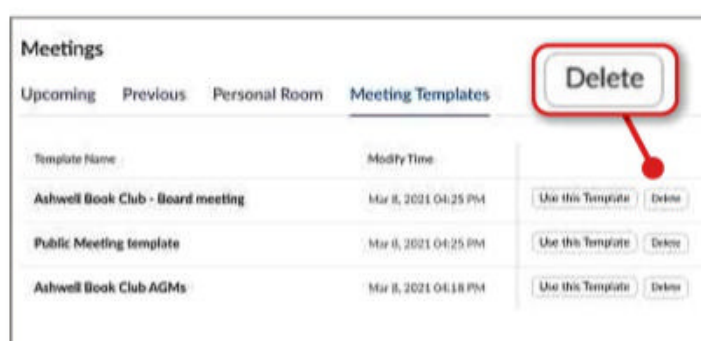 Meetings
Delete
Upcoming Previous Personal Room Meeting Templates
Template Name Modify Time
Ashwell Book Club - Board meeting Mar 8, 2021 04:25 PM Use this Template Delete
Public Meeting template Mar 8, 2021 04:25 PM Use this Template Delete
Ashwell Book Club AGMs Mar 8, 2021 04:18 PM Use this Template Delete